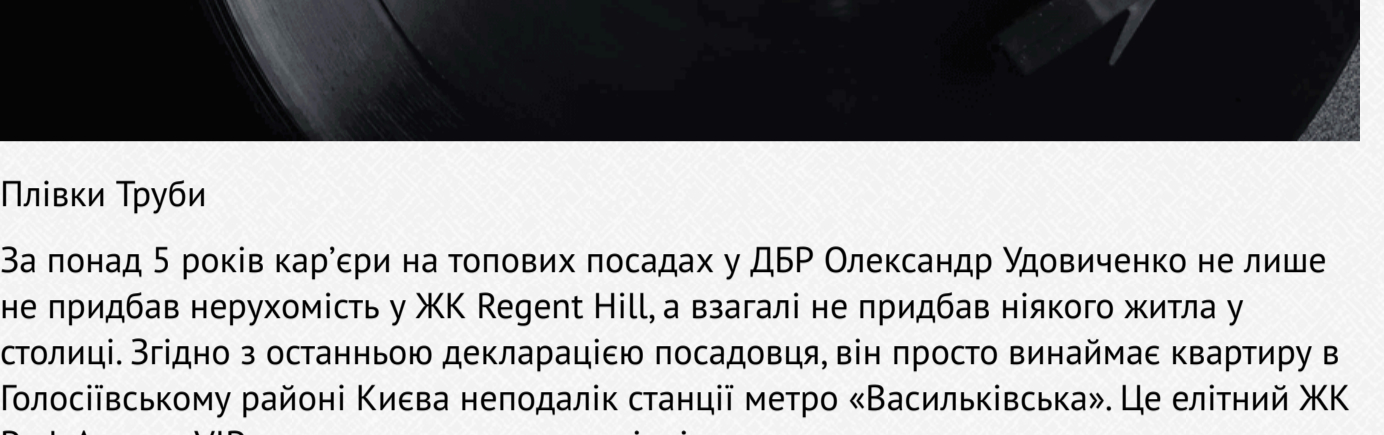 Плівки Труби
За понад 5 років кар’єри на топових посадах у ДБР Олександр Удовиченко не лише
не придбав нерухомість у ЖК Regent Hill, а взагалі не придбав ніякого житла у
столиці. Згідно з останньою декларацією посадовця, він просто винаймає квартиру в
Голосіївському районі Києва неподалік станції метро «Васильківська». Це елітний ЖК